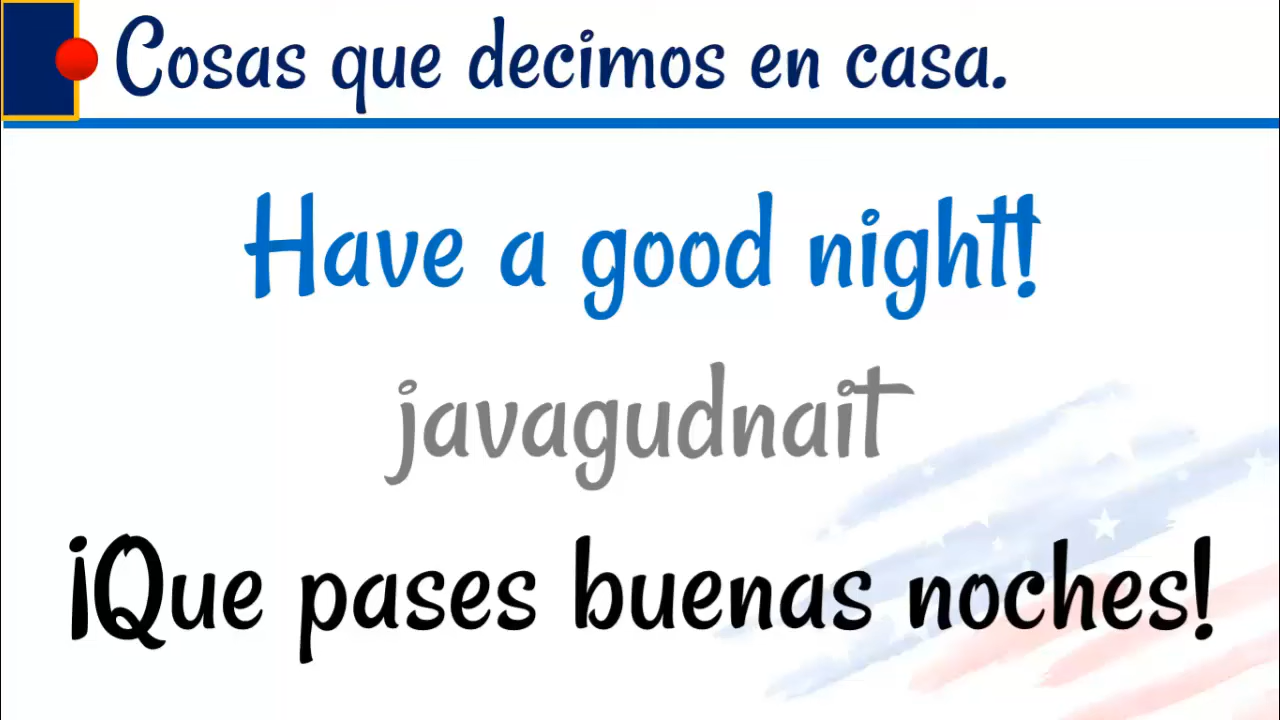 Cosas que decimos en casa.
Have a good night!
javagudnait
¡Que pases buenas noches!